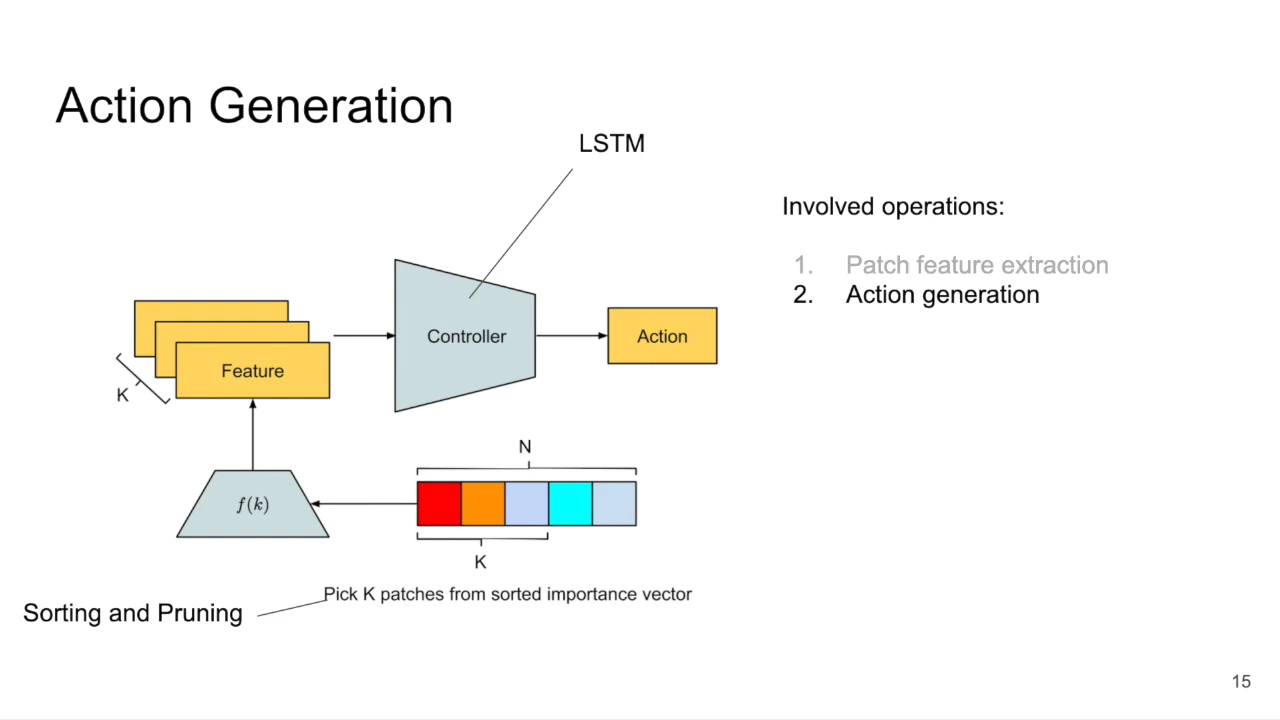 Action Generation
LSTM
Involved operations:
1. Patch feature extraction
2. Action generation
Controller
Action
Feature
K
N
f(k)
K
Pick K patches from sorted importance vector
Sorting and Pruning
15